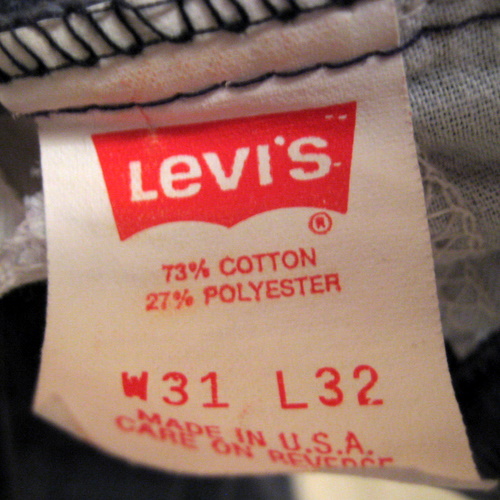 Levi's
®
73% COTTON
27% POLYESTER
W31 L32
MADE IN U.S.A.
CARE ON REVERSE